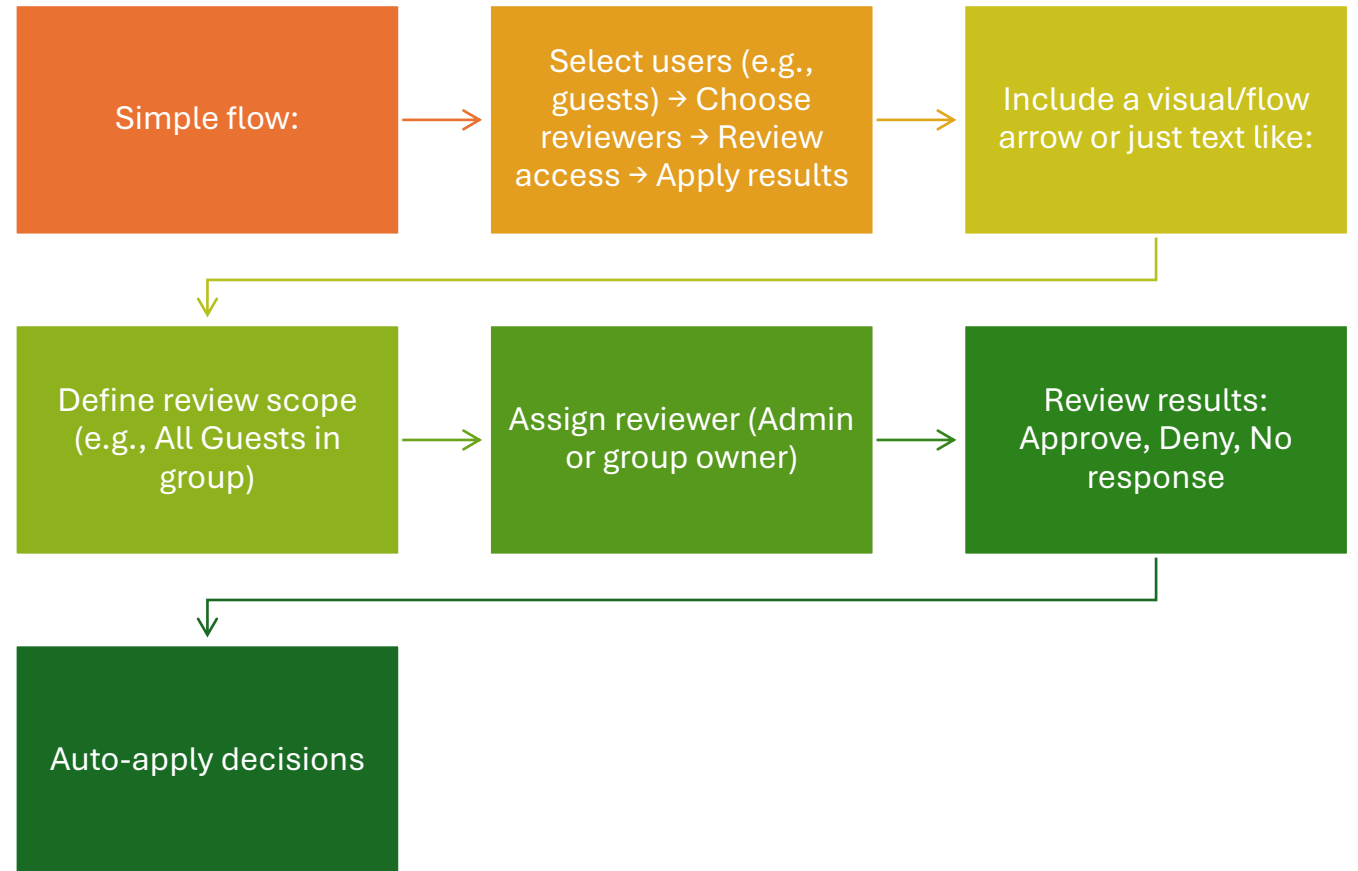 Simple flow:
Select users (e.g.,
guests) → Choose
reviewers → Review
access → Apply results
Include a visual/flow
arrow or just text like:
Define review scope
(e.g., All Guests in
group)
Assign reviewer (Admin
or group owner)
Review results:
Approve, Deny, No
response
Auto-apply decisions